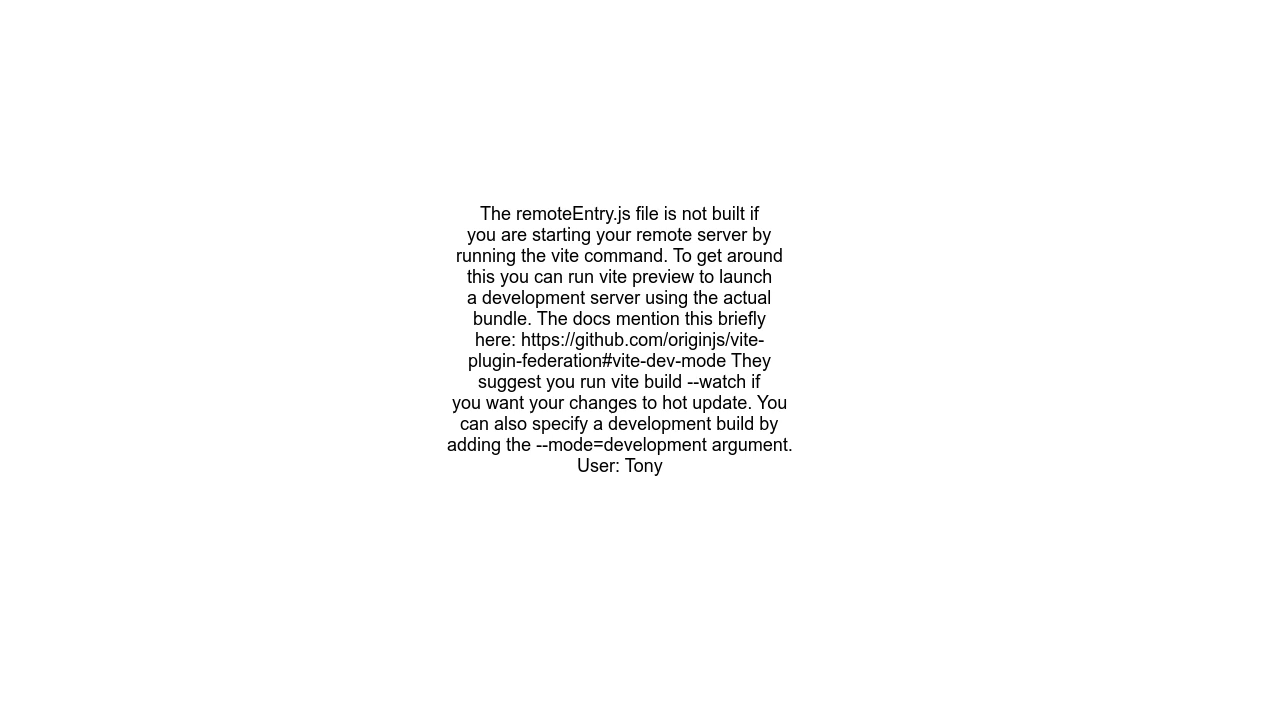 The remoteEntry.js file is not built if
you are starting your remote server by
running the vite command. To get around
this you can run vite preview to launch
a development server using the actual
bundle. The docs mention this briefly
here: https://github.com/originjs/vite-
plugin-federation#vite-dev-mode They
suggest you run vite build --watch if
you want your changes to hot update. You
can also specify a development build by
adding the --mode=development argument.
User: Tony